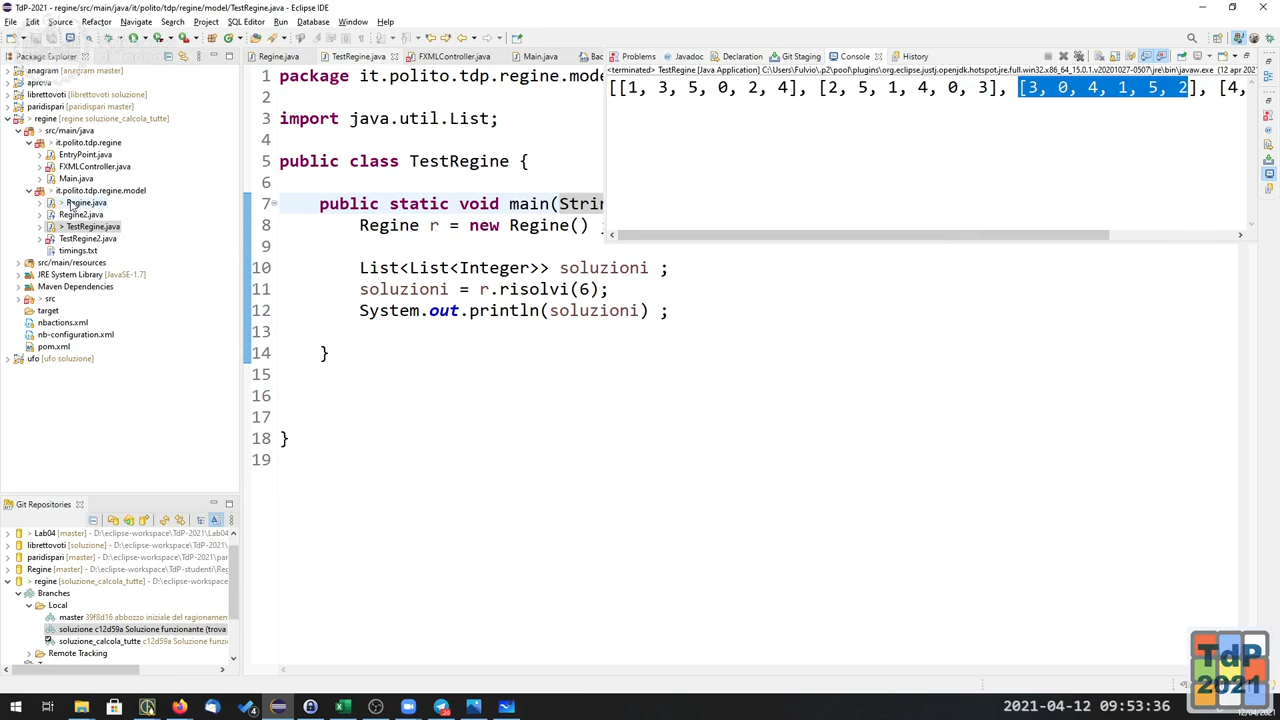 TdP-2021 - regine/src/main/java/it/polito/tdp/regine/model/TestRegine.java - Eclipse IDE
File Edit Source Refactor Navigate Search Project SQL Editor Run Database Window Help
Package Explorer
anagram [anagram master]
librettovoti [librettovoti soluzione]
paridispari [paridispari master]
> regine [regine soluzione_calcola_tutte]
> src/main/java
> it.polito.tdp.regine
EntryPoint.java
FXMLController.java
Main.java
> it.polito.tdp.regine.model
> Regine.java
Regine2.java
> TestRegine.java
TestRegine2.java
timings.txt
src/main/resources
JRE System Library [JavaSE-1.7]
Maven Dependencies
> src
target
nbactions.xml
nb-configuration.xml
pom.xml
ufo [ufo soluzione]
Git Repositories
> Lab04 [master] - D:\eclipse-workspace\TdP-2021\Lab04
librettovoti [soluzione] - D:\eclipse-workspace\TdP-2021\
paridispari [master] - D:\eclipse-workspace\TdP-2021\par
Regine [master] - D:\eclipse-workspace\TdP-studenti\Reg
> regine [soluzione_calcola_tutte] - D:\eclipse-workspace
Branches
Local
master 39f8d16 abbozzo iniziale del ragionamen
soluzione c12d59a Soluzione funzionante (trova
soluzione_calcola_tutte c12d59a Soluzione funzi
Remote Tracking
Regine.java TestRegine.java FXMLController.java Main.java
1 package it.polito.tdp.regine.mode
2
3 import java.util.List;
4
5 public class TestRegine {
6
7 public static void main(Strin
8 Regine r = new Regine() ;
9
10 List<List<Integer>> soluzioni ;
11 soluzioni = r.risolvi(6);
12 System.out.println(soluzioni) ;
13
14 }
15
16
17
18 }
19
Problems Javadoc Declaration Git Staging Console History
<terminated> TestRegine [Java Application] C:\Users\Fulvio\.p2\pool\plugins\org.eclipse.justj.openjdk.hotspot.jre.full.win32.x86_64_15.0.1.v20201027-0507\jre\bin\javaw.exe (12 apr 2021
[[1, 3, 5, 0, 2, 4], [2, 5, 1, 4, 0, 3], [3, 0, 4, 1, 5, 2], [4,
TdP
2021
2021-04-12 09:53:36